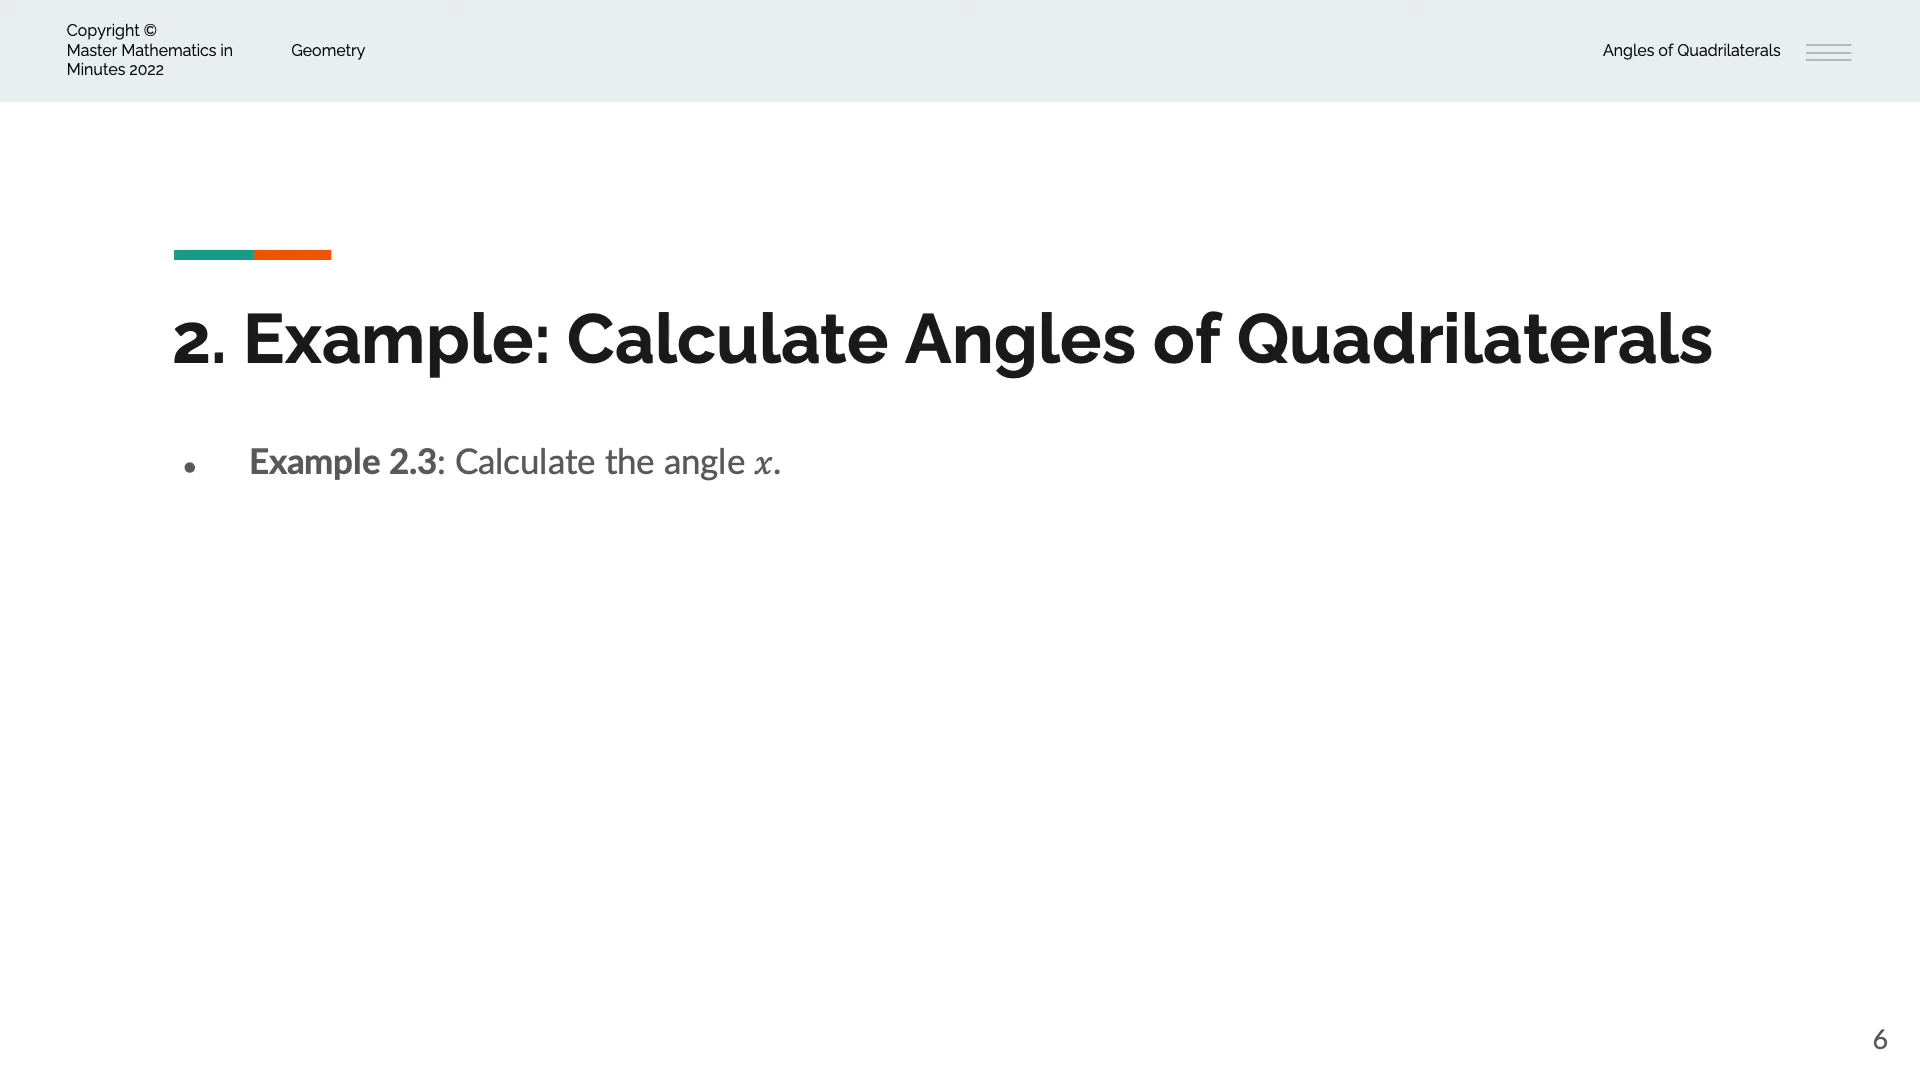 Copyright ©
Master Mathematics in
Minutes 2022
Geometry
Angles of Quadrilaterals
2. Example: Calculate Angles of Quadrilaterals
● Example 2.3: Calculate the angle x.
6